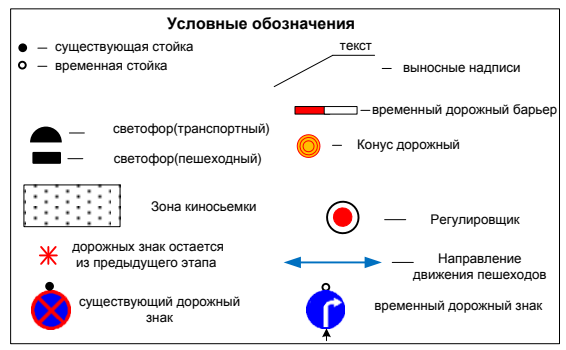 Условные обозначения
— существующая стойка
— временная стойка
текст
— выносные надписи
— временный дорожный барьер
— светофор(транспортный)
— Конус дорожный
— светофор(пешеходный)
Зона киносьемки
— Регулировщик
дорожных знак остается
из предыдущего этапа
— Направление
движения пешеходов
— существующий дорожный
знак
временный дорожный знак